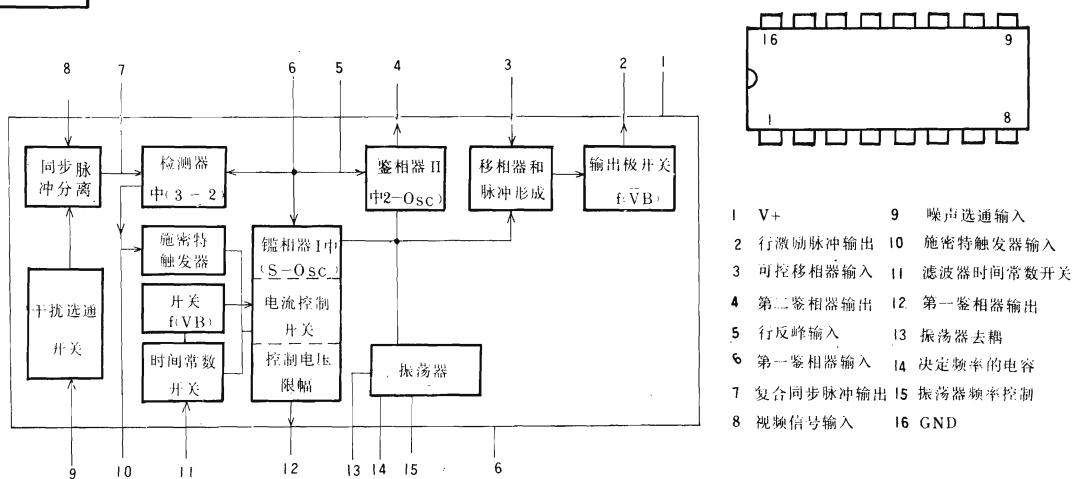 8 7 6 5 4 3 2 1
同步脉
冲分离
检测器
中(3-2)
鉴相器 II
中2-Osc)
移相器和
脉冲形成
输出极开关
f(VB)
施密特
触发器
鑑相器I中
(S-Osc)
干扰选通
开关
开关
f(VB)
电流控制
开关
时间常数
开关
控制电压
限幅
振荡器
9 10 11 12 13 14 15 6
16 9
1 8
1 V+ 9 噪声选通输入
2 行激励脉冲输出 10 施密特触发器输入
3 可控移相器输入 11 滤波器时间常数开关
4 第二鉴相器输出 12 第一鉴相器输出
5 行反峰输入 13 振荡器去耦
6 第一鉴相器输入 14 决定频率的电容
7 复合同步脉冲输出 15 振荡器频率控制
8 视频信号输入 16 GND